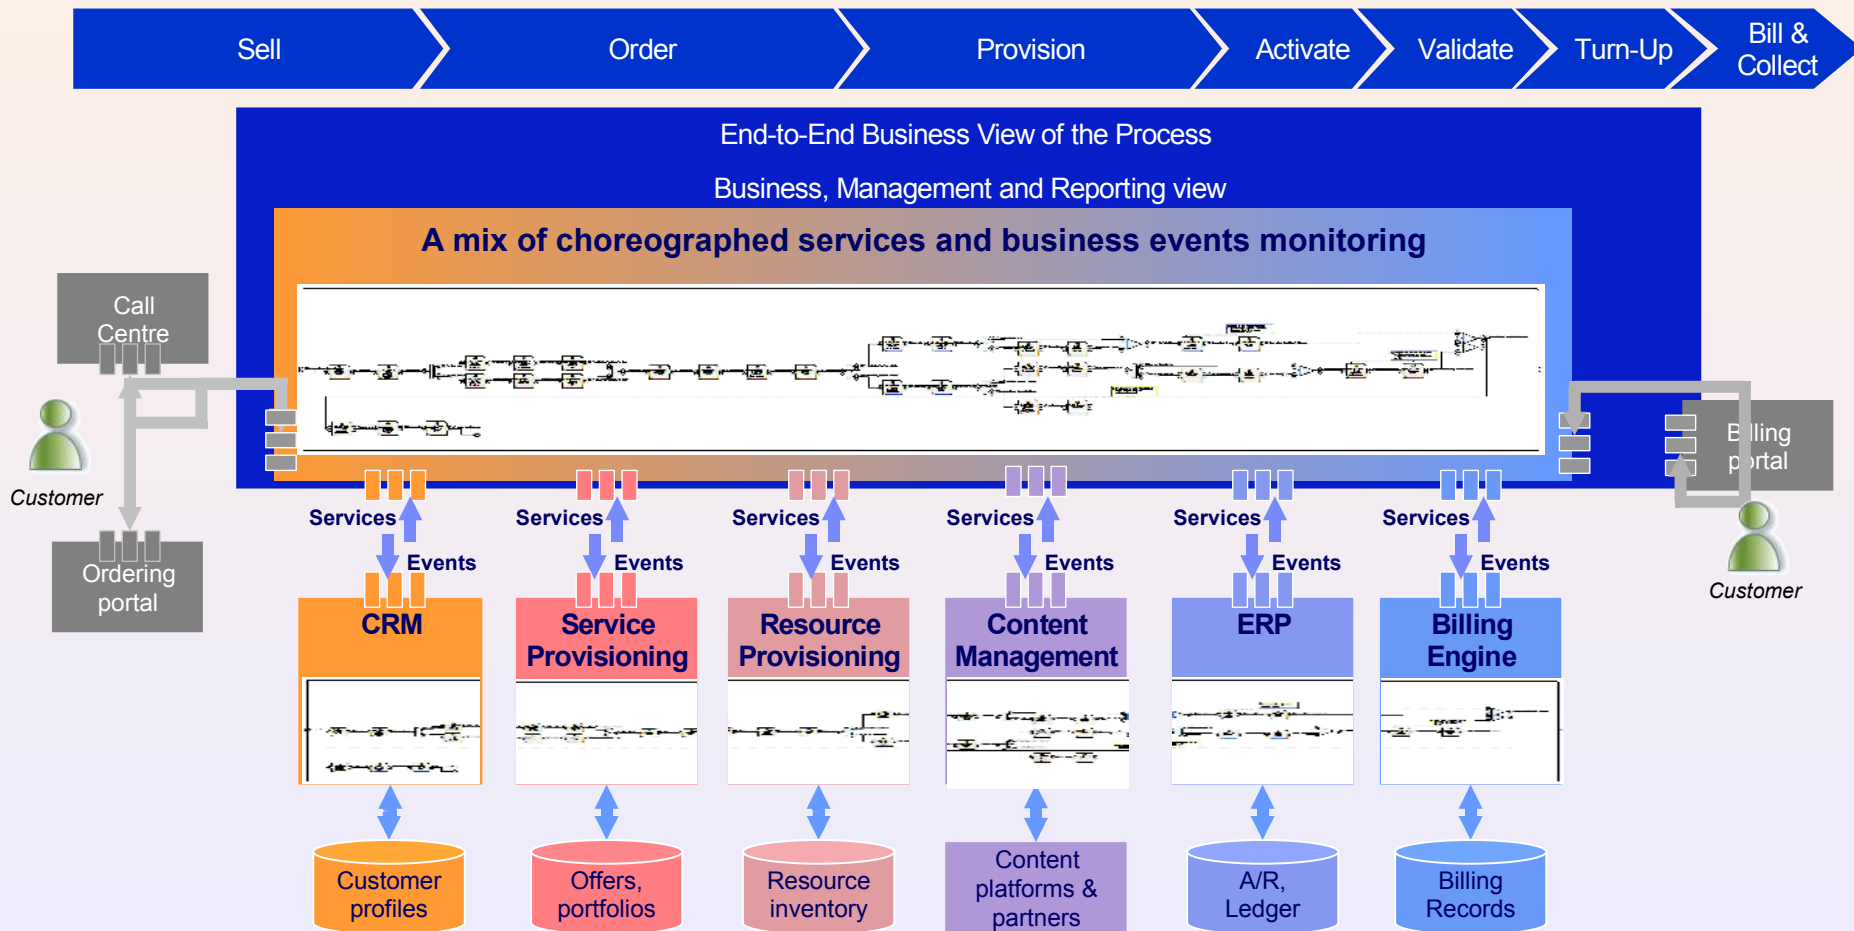 Sell
Order
Provision
Activate
Validate
Turn-Up
Bill &
Collect
End-to-End Business View of the Process
Business, Management and Reporting view
A mix of choreographed services and business events monitoring
Call
Centre
Customer
Ordering
portal
Billing
portal
Customer
Services
Events
Services
Events
Services
Events
Services
Events
Services
Events
Services
Events
CRM
Service
Provisioning
Resource
Provisioning
Content
Management
ERP
Billing
Engine
Customer
profiles
Offers,
portfolios
Resource
inventory
Content
platforms &
partners
A/R,
Ledger
Billing
Records